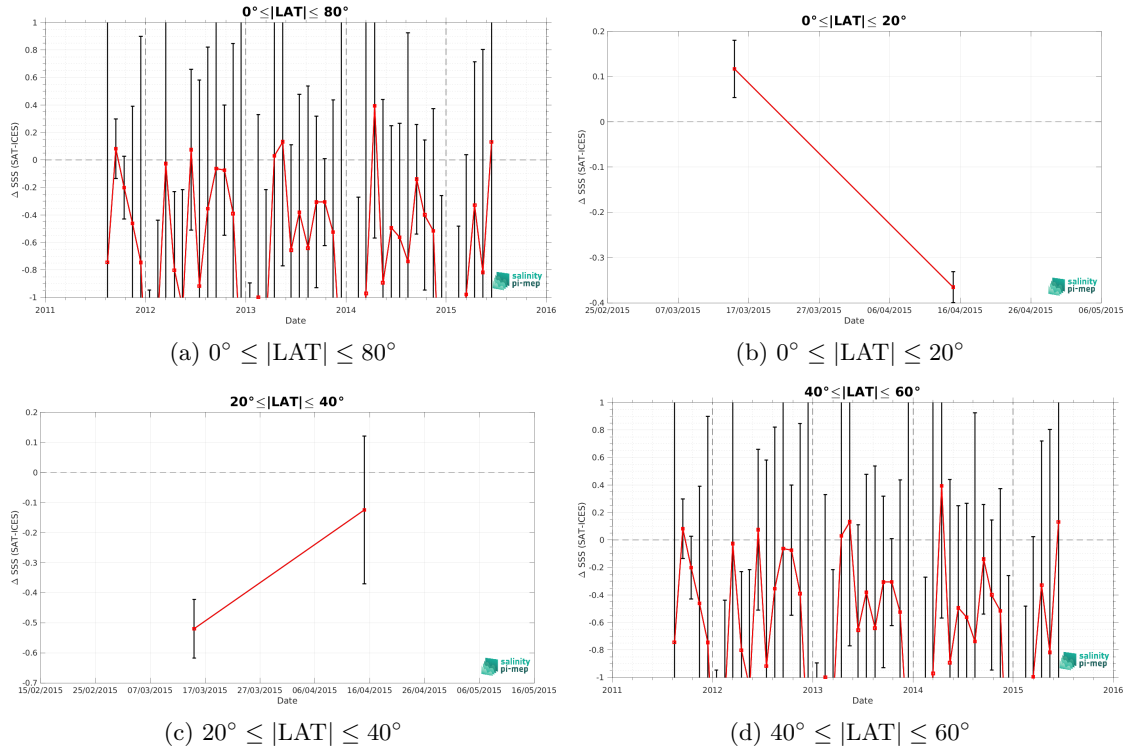 0°≤|LAT|≤ 80°
Δ SSS (SAT-ICES)
1
0.8
0.6
0.4
0.2
0
-0.2
-0.4
-0.6
-0.8
-1
2011
2012
2013
2014
2015
2016
Date
salinity
pi-mep
(a) 0° ≤ |LAT| ≤ 80°
0°≤|LAT|≤ 20°
Δ SSS (SAT-ICES)
0.2
0.1
0
-0.1
-0.2
-0.3
-0.4
25/02/2015
07/03/2015
17/03/2015
27/03/2015
06/04/2015
16/04/2015
26/04/2015
06/05/2015
Date
salinity
pi-mep
(b) 0° ≤ |LAT| ≤ 20°
20°≤|LAT|≤ 40°
Δ SSS (SAT-ICES)
0.2
0.1
0
-0.1
-0.2
-0.3
-0.4
-0.5
-0.6
-0.7
15/02/2015
25/02/2015
07/03/2015
17/03/2015
27/03/2015
06/04/2015
16/04/2015
26/04/2015
06/05/2015
16/05/2015
Date
salinity
pi-mep
(c) 20° ≤ |LAT| ≤ 40°
40°≤|LAT|≤ 60°
Δ SSS (SAT-ICES)
1
0.8
0.6
0.4
0.2
0
-0.2
-0.4
-0.6
-0.8
-1
2011
2012
2013
2014
2015
2016
Date
salinity
pi-mep
(d) 40° ≤ |LAT| ≤ 60°